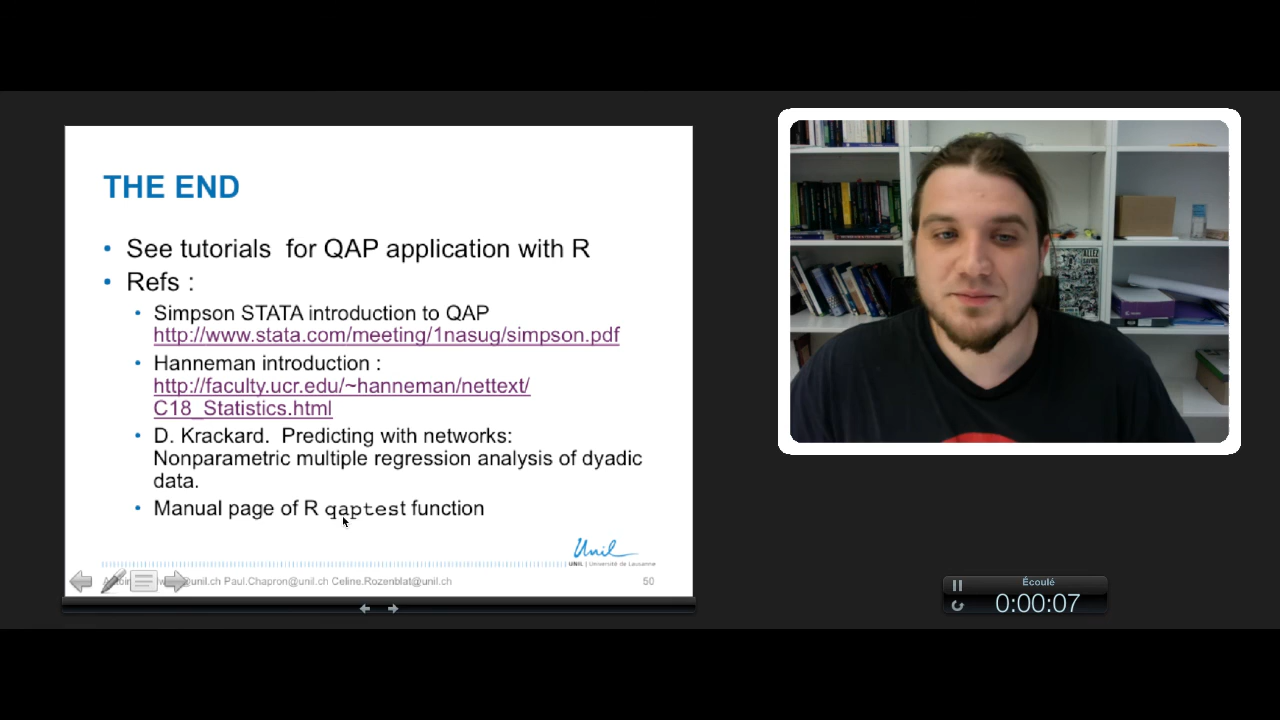 THE END
• See tutorials for QAP application with R
• Refs :
• Simpson STATA introduction to QAP
http://www.stata.com/meeting/1nasug/simpson.pdf
• Hanneman introduction :
http://faculty.ucr.edu/~hanneman/nettext/
C18_Statistics.html
• D. Krackard. Predicting with networks:
Nonparametric multiple regression analysis of dyadic
data.
• Manual page of R qaptest function
Unil
UNIL | Université de Lausanne
@unil.ch Paul.Chapron@unil.ch Celine.Rozenblat@unil.ch
50
Écoulé
0:00:07